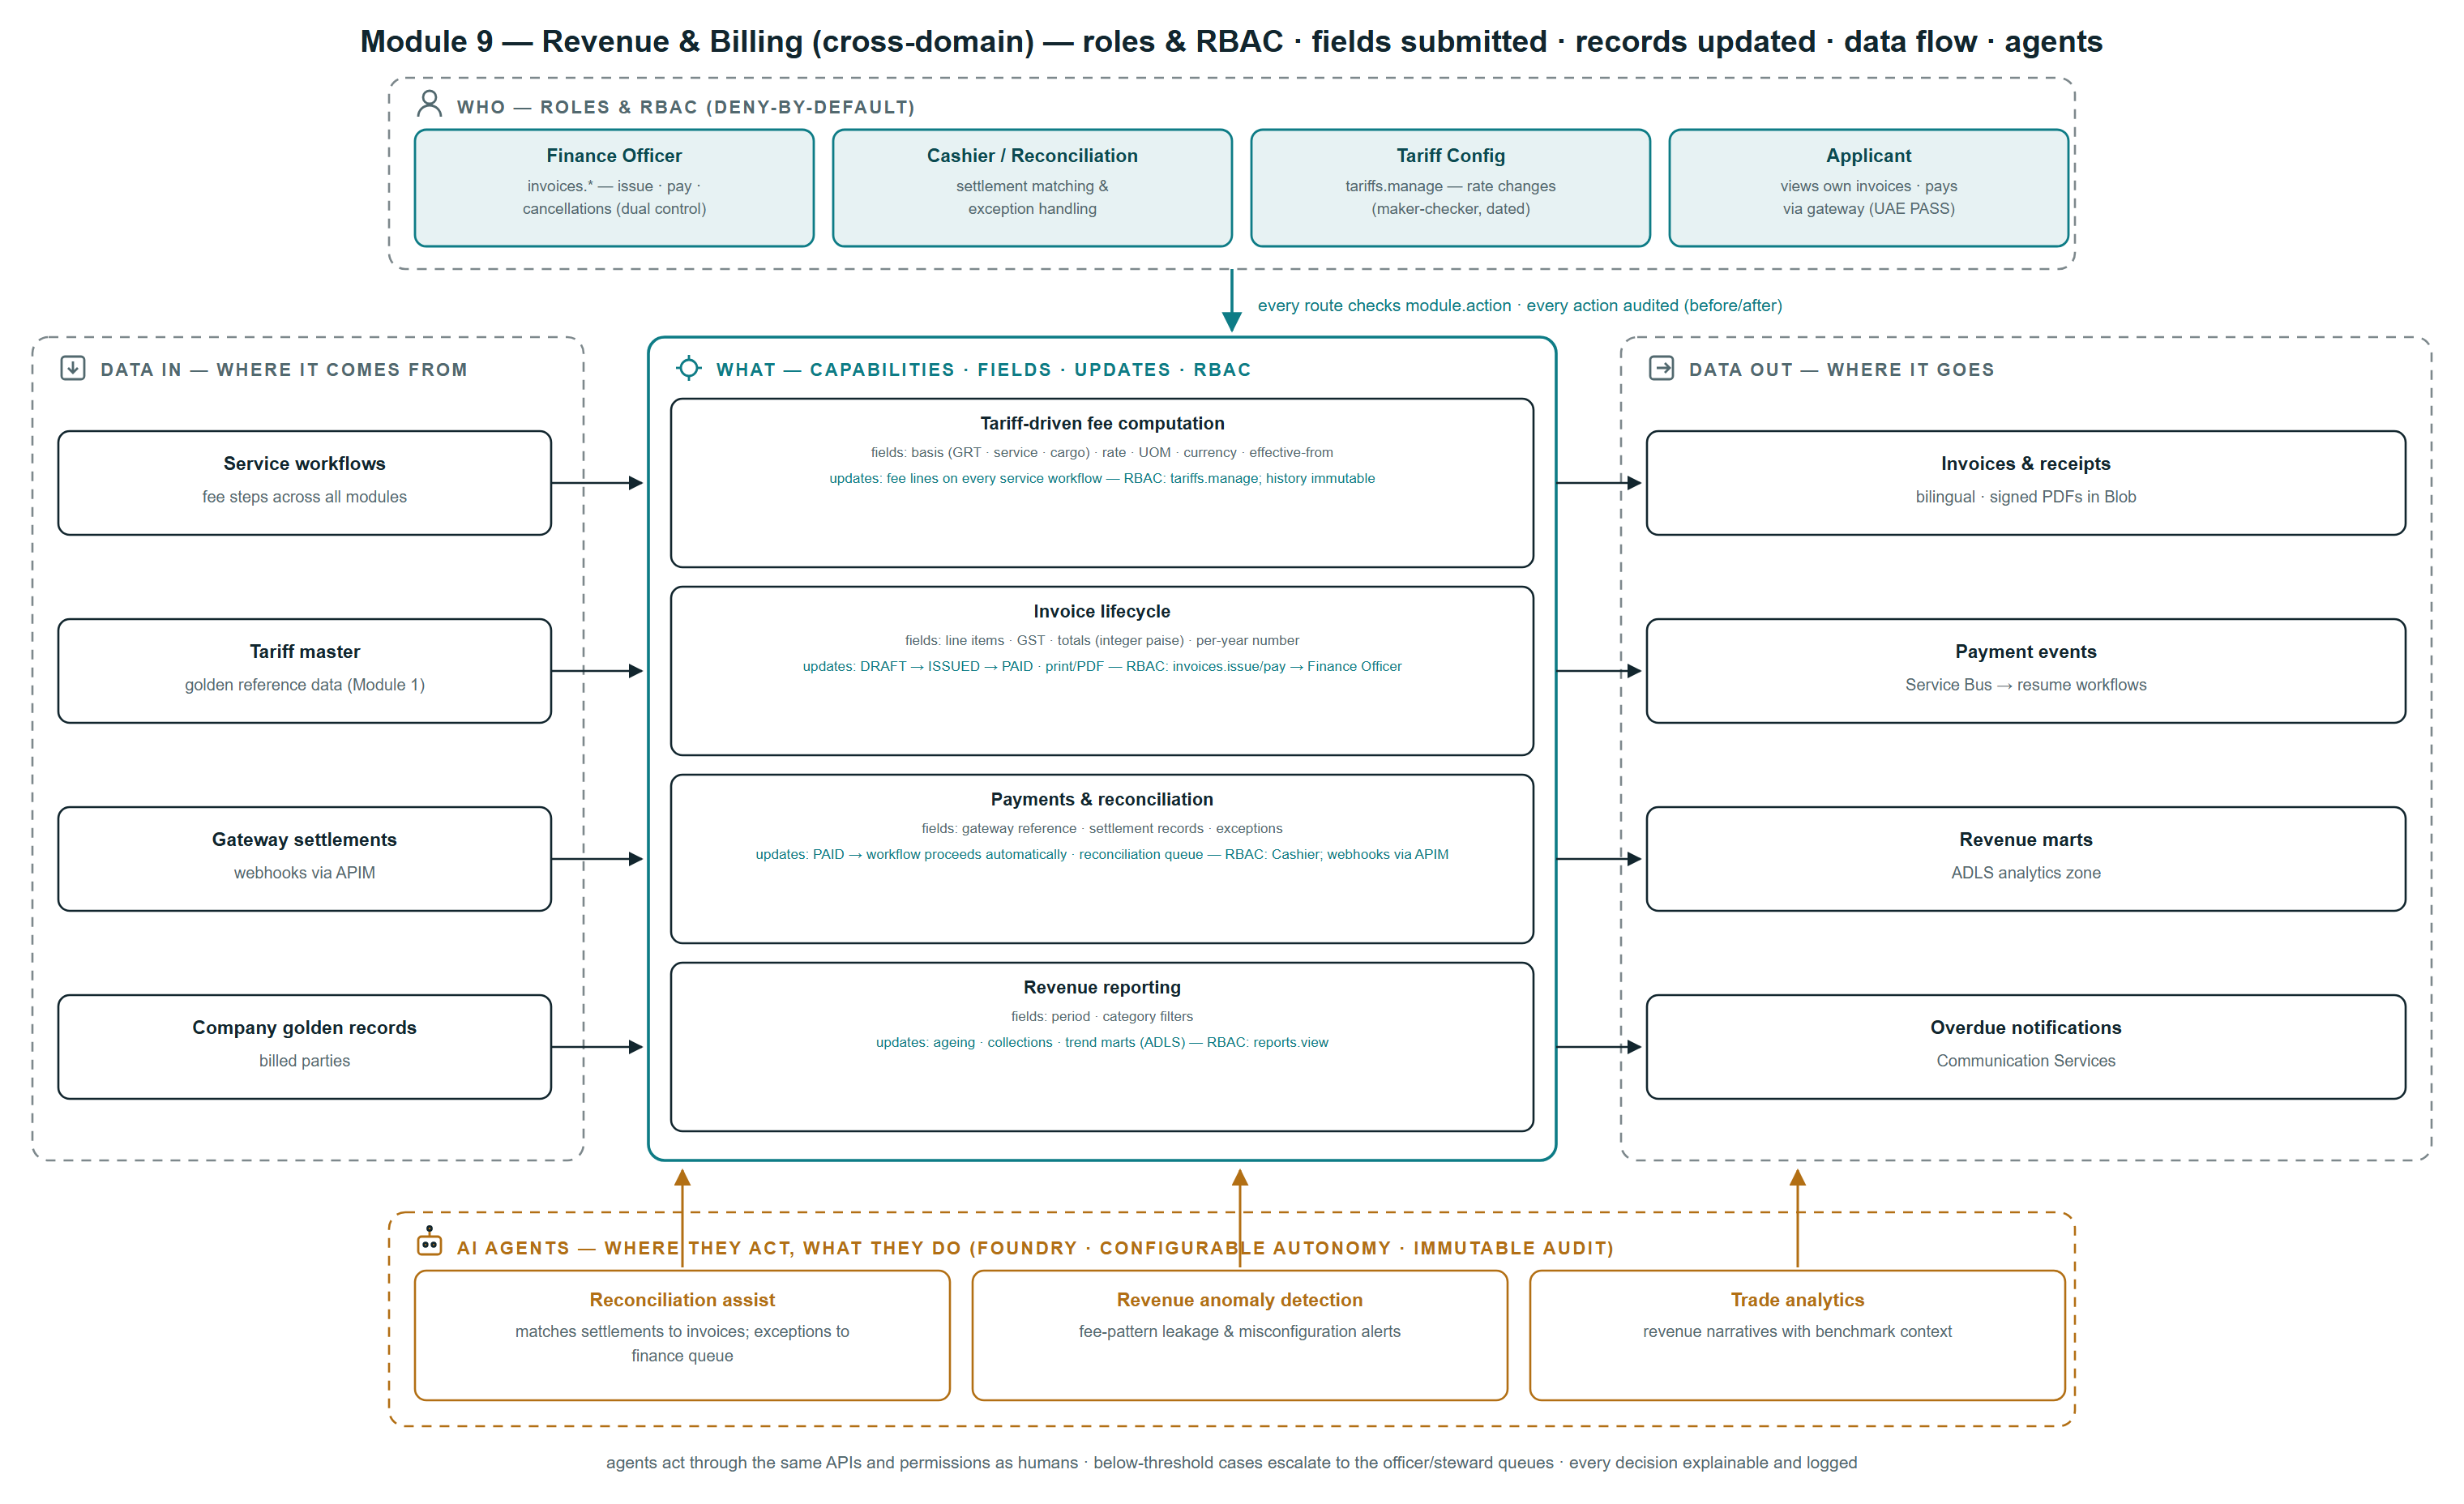 Module 9 — Revenue & Billing (cross-domain) — roles & RBAC · fields submitted · records updated · data flow · agents
WHO — ROLES & RBAC (DENY-BY-DEFAULT)
Finance Officer
invoices.* — issue · pay ·
cancellations (dual control)
Cashier / Reconciliation
settlement matching &
exception handling
Tariff Config
tariffs.manage — rate changes
(maker-checker, dated)
Applicant
views own invoices · pays
via gateway (UAE PASS)
every route checks module.action · every action audited (before/after)
DATA IN — WHERE IT COMES FROM
Service workflows
fee steps across all modules
Tariff master
golden reference data (Module 1)
Gateway settlements
webhooks via APIM
Company golden records
billed parties
WHAT — CAPABILITIES · FIELDS · UPDATES · RBAC
Tariff-driven fee computation
fields: basis (GRT · service · cargo) · rate · UOM · currency · effective-from
updates: fee lines on every service workflow — RBAC: tariffs.manage; history immutable
Invoice lifecycle
fields: line items · GST · totals (integer paise) · per-year number
updates: DRAFT → ISSUED → PAID · print/PDF — RBAC: invoices.issue/pay → Finance Officer
Payments & reconciliation
fields: gateway reference · settlement records · exceptions
updates: PAID → workflow proceeds automatically · reconciliation queue — RBAC: Cashier; webhooks via APIM
Revenue reporting
fields: period · category filters
updates: ageing · collections · trend marts (ADLS) — RBAC: reports.view
DATA OUT — WHERE IT GOES
Invoices & receipts
bilingual · signed PDFs in Blob
Payment events
Service Bus → resume workflows
Revenue marts
ADLS analytics zone
Overdue notifications
Communication Services
AI AGENTS — WHERE THEY ACT, WHAT THEY DO (FOUNDRY · CONFIGURABLE AUTONOMY · IMMUTABLE AUDIT)
Reconciliation assist
matches settlements to invoices; exceptions to
finance queue
Revenue anomaly detection
fee-pattern leakage & misconfiguration alerts
Trade analytics
revenue narratives with benchmark context
agents act through the same APIs and permissions as humans · below-threshold cases escalate to the officer/steward queues · every decision explainable and logged